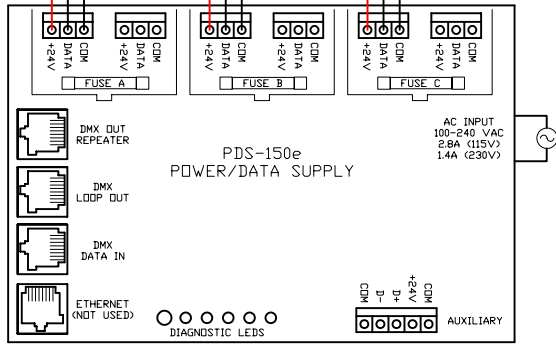 +24V DATA COM +24V DATA COM +24V DATA COM +24V DATA COM +24V DATA COM +24V DATA COM
FUSE A FUSE B FUSE C
DMX OUT
REPEATER
AC INPUT
100-240 VAC
2.8A (115V)
1.4A (230V)
PDS-150e
POWER/DATA SUPPLY
DMX
LOOP OUT
DMX
DATA IN
ETHERNET
(NOT USED)
DIAGNOSTIC LEDS
COM D- D+ +24V COM
AUXILIARY